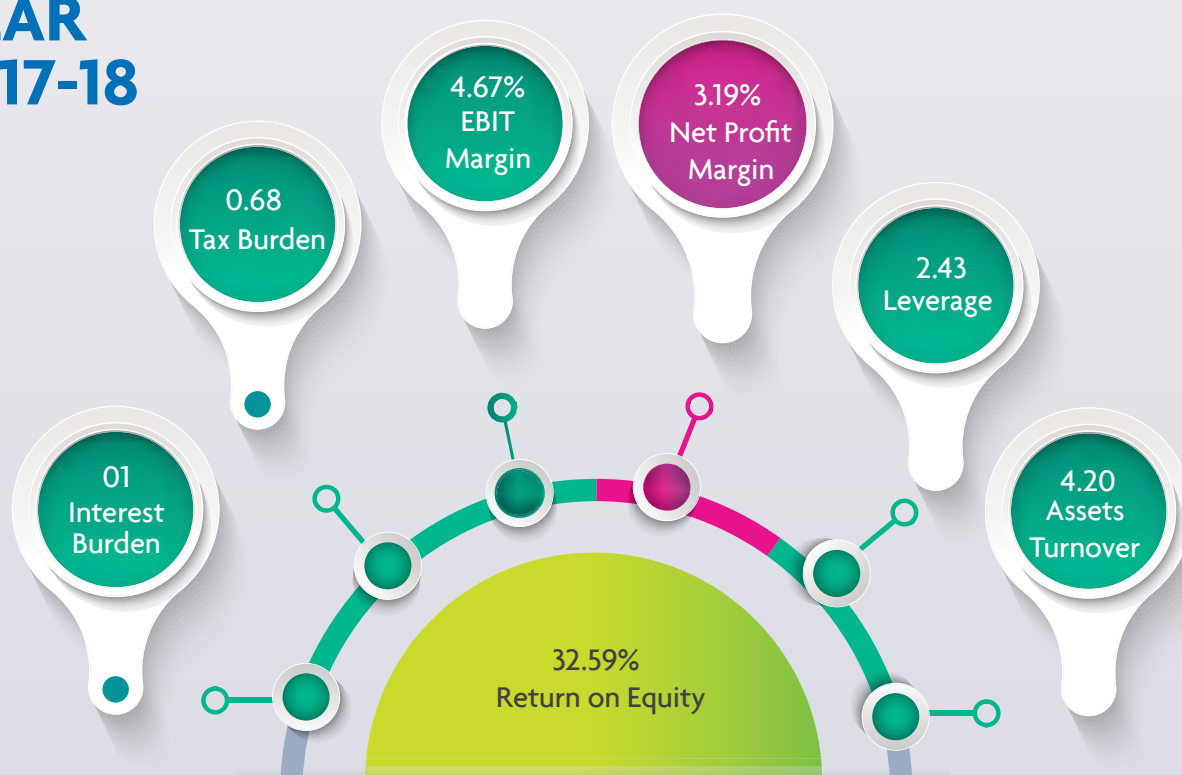 17-18
0.68
Tax Burden
4.67%
EBIT
Margin
3.19%
Net Profit
Margin
2.43
Leverage
01
Interest
Burden
4.20
Assets
Turnover
32.59%
Return on Equity